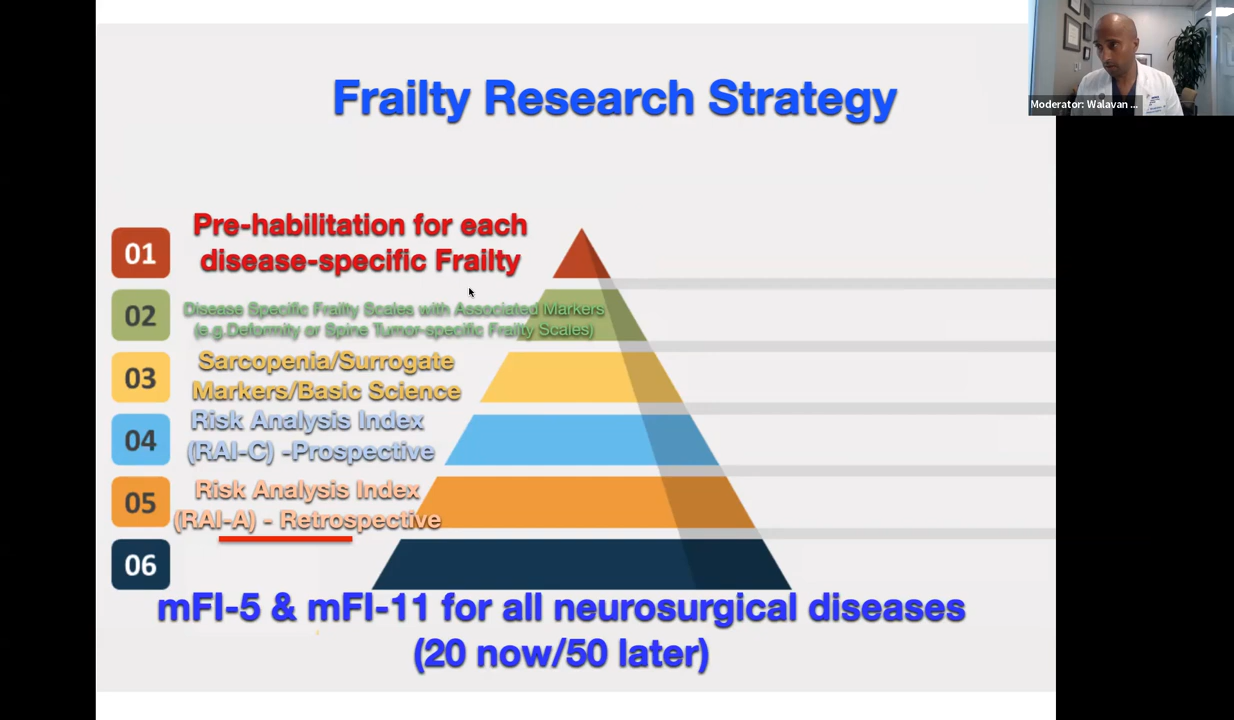 Frailty Research Strategy
Moderator: Walavan ...
01
Pre-habilitation for each
disease-specific Frailty
02
Disease Specific Frailty Scales with Associated Markers
(e.g.Deformity or Spine Tumor-specific Frailty Scales)
03
Sarcopenia/Surrogate
Markers/Basic Science
04
Risk Analysis Index
(RAI-C) -Prospective
05
Risk Analysis Index
(RAI-A) - Retrospective
06
mFI-5 & mFI-11 for all neurosurgical diseases
(20 now/50 later)